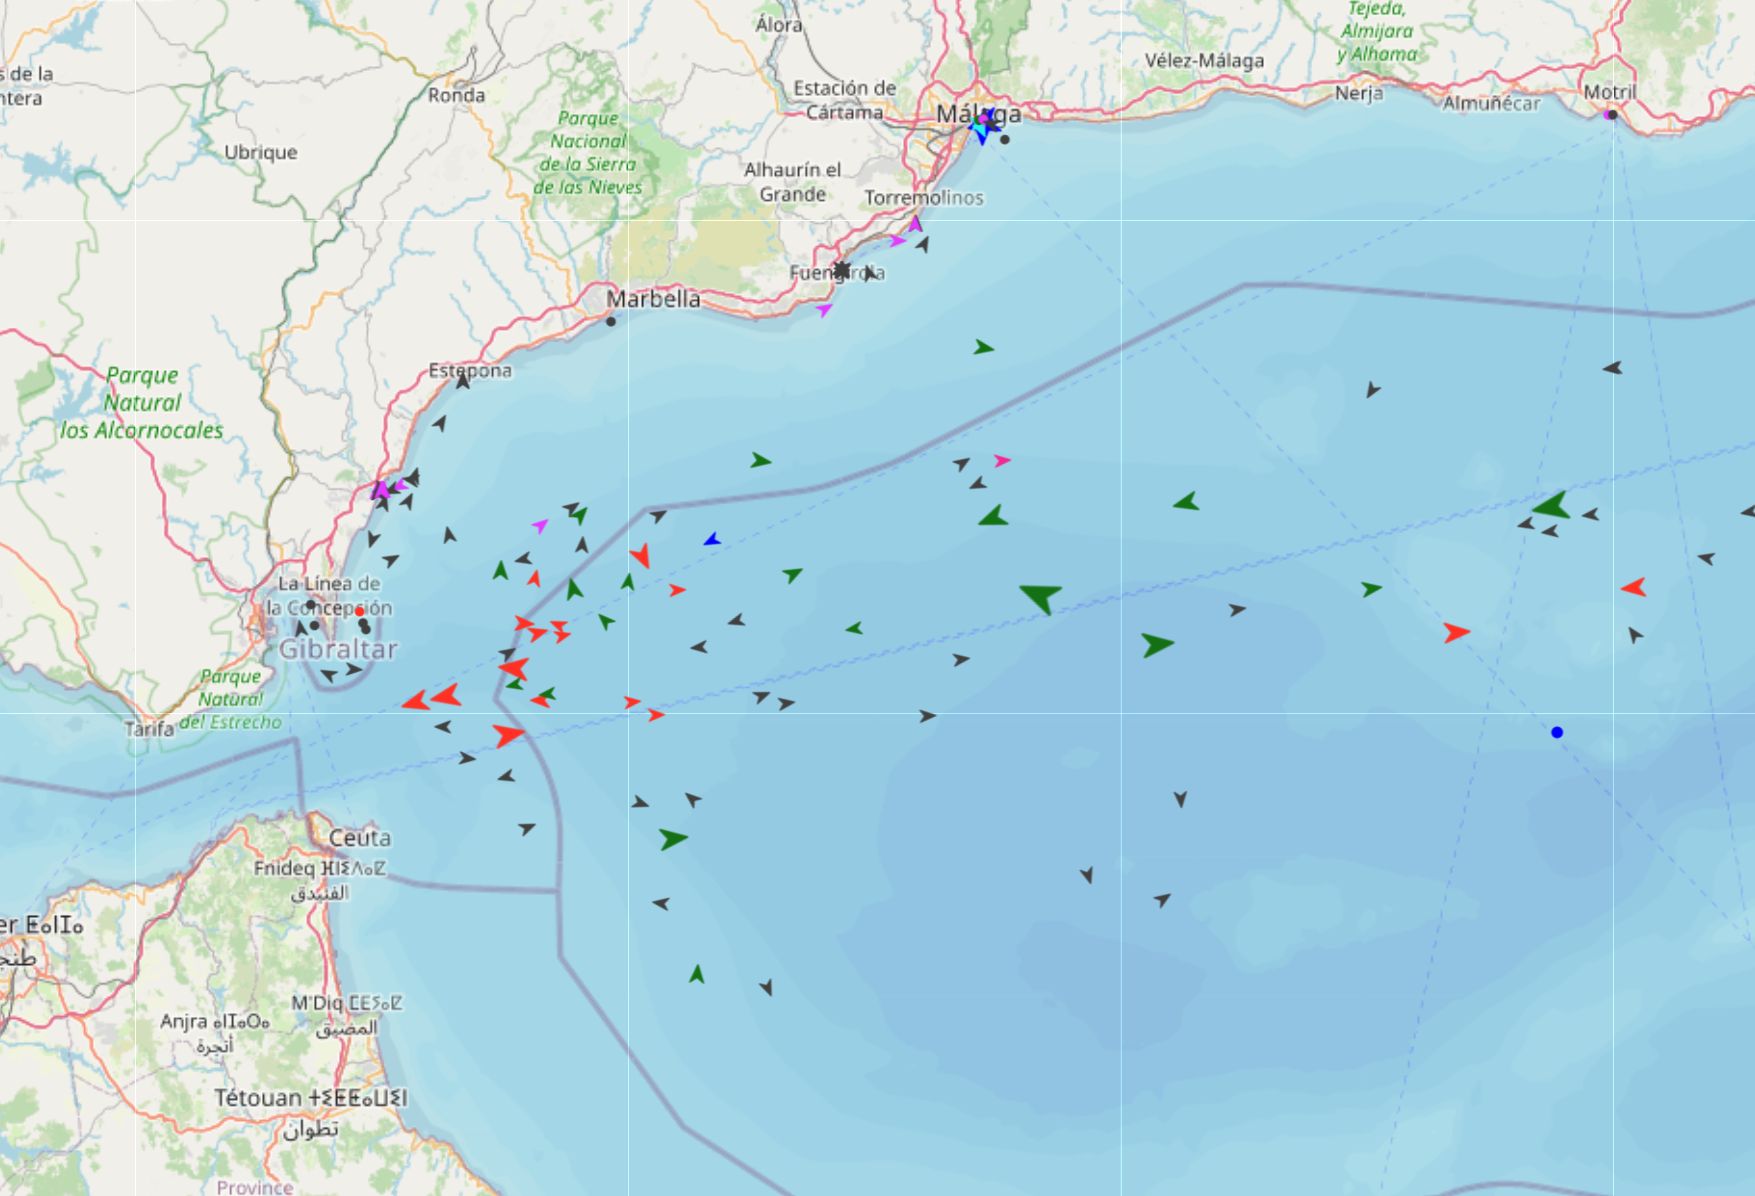 Álora
Tejeda,
Almijara
y Alhama
s de la
ntera
Ronda
Estación de
Cártama
Vélez-Málaga
Nerja
Almuñécar
Motril
Málaga
Parque
Nacional
de la Sierra
de las Nieves
Ubrique
Alhaurín el
Grande
Torremolinos
Fuengirola
Marbella
Estepona
Parque
Natural
los Alcornocales
La Línea de
la Concepción
Gibraltar
Parque
Natural
del Estrecho
Tarifa
Ceuta
Fnideq ⴼⵏⵉⴷⵇ
الفنيدق
er ⴹⴰⵏⵊⴰ
طنج
M'Diq ⵎⴹⵉⵇ
المضيق
Anjra ⴰⵏⵊⵔⴰ
أنجرة
Tétouan ⵜⵉⵟⵟⴰⵡⵉⵏ
تطوان
Province